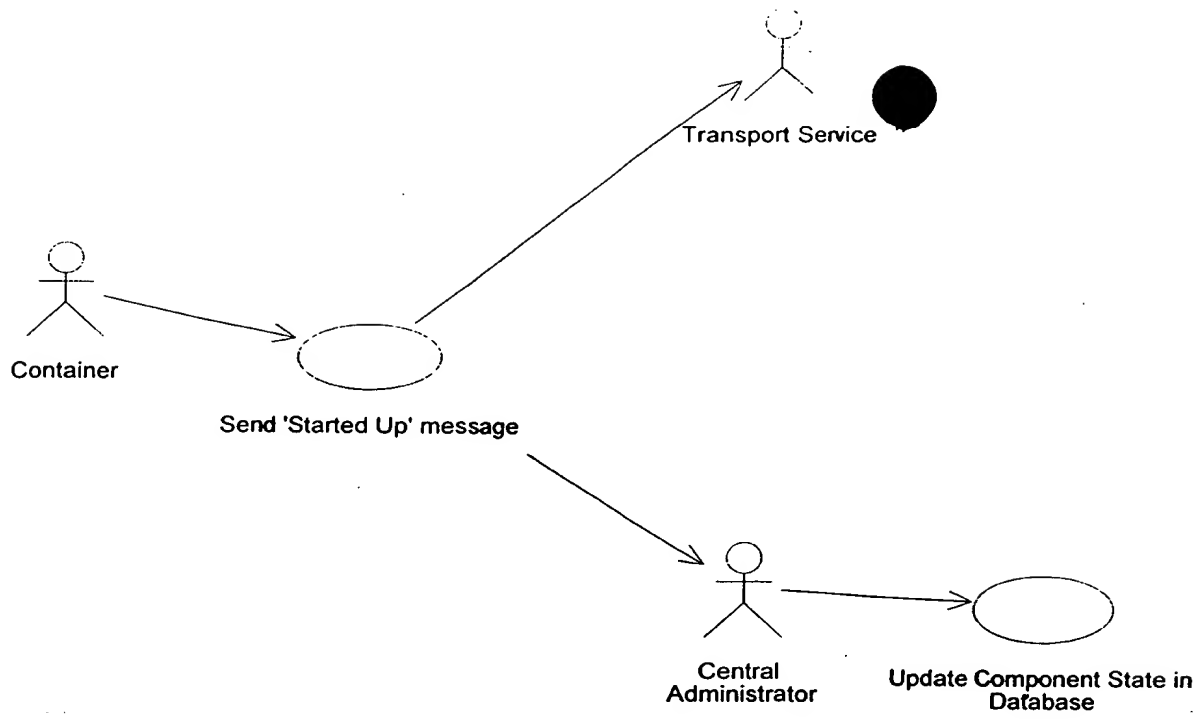 Transport Service
Container
Send 'Started Up' message
Central
Administrator
Update Component State in
Database